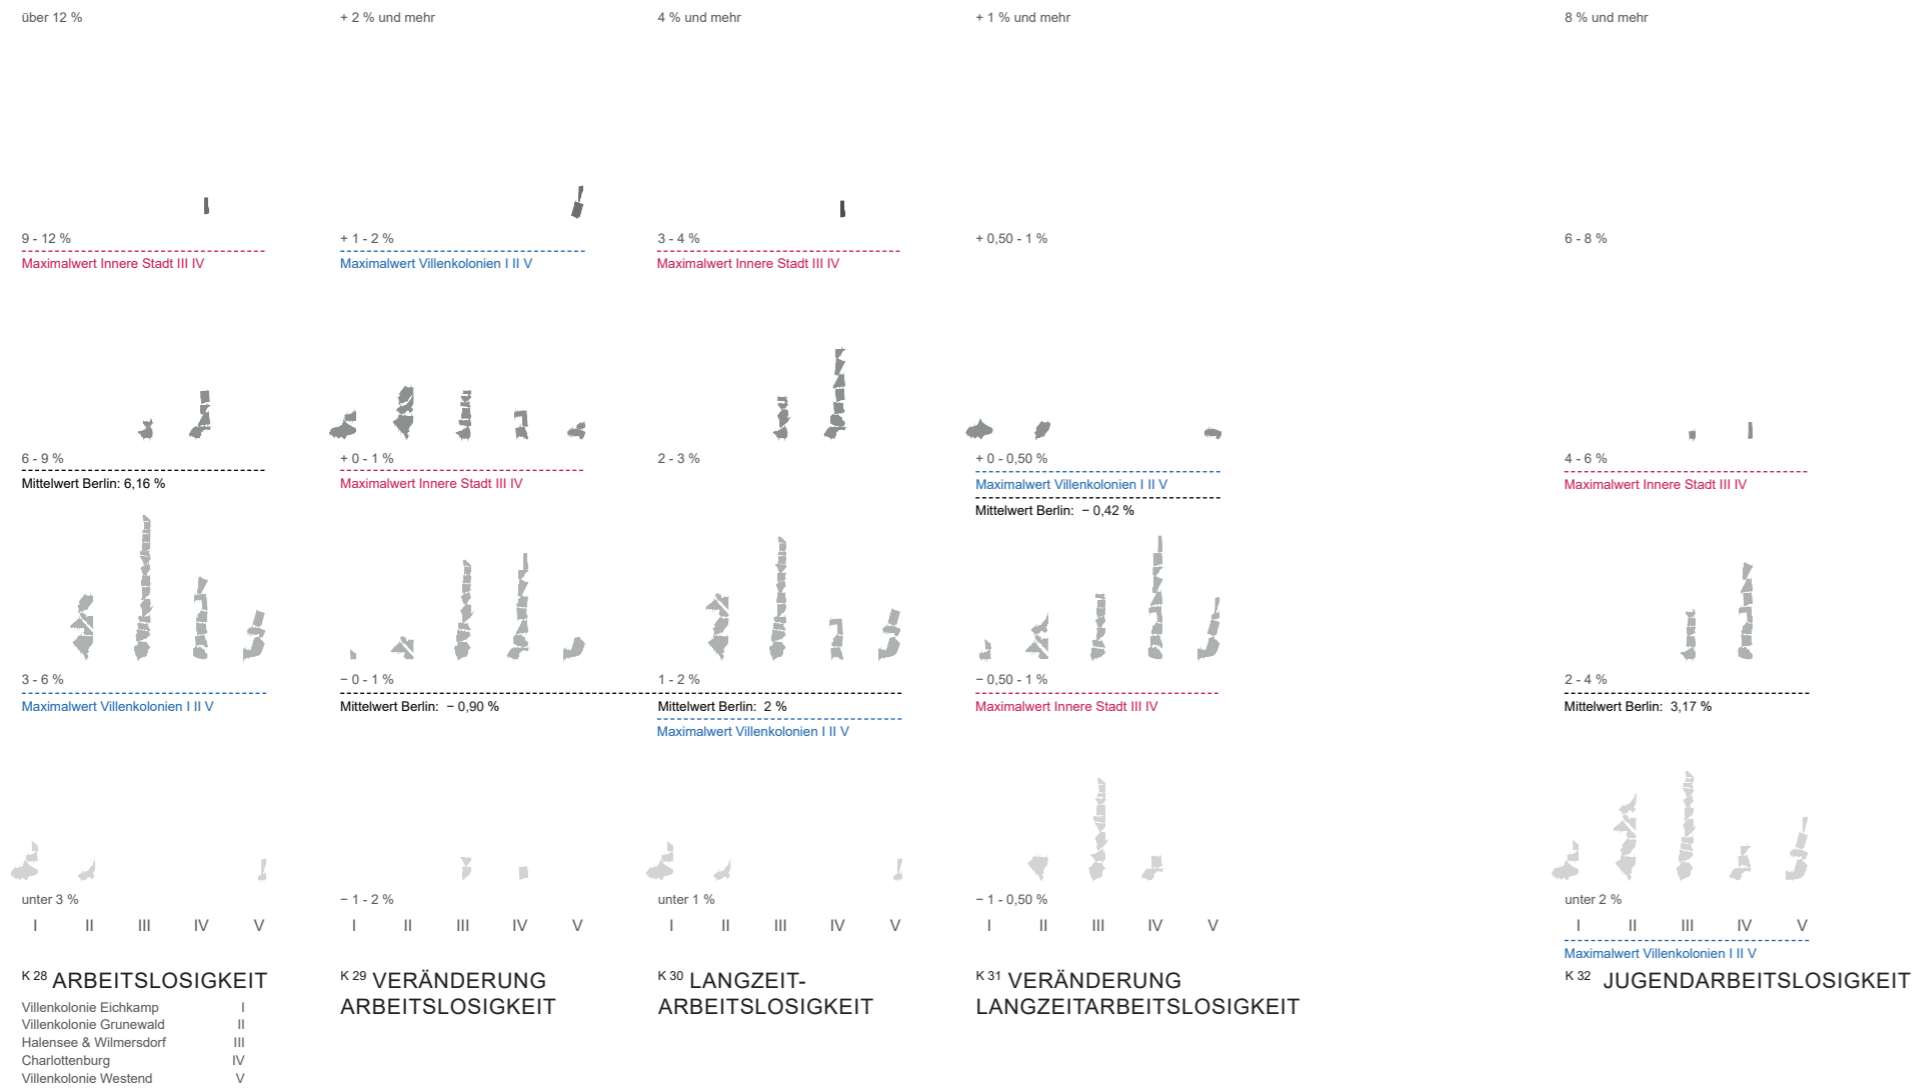 über 12 %
+ 2 % und mehr
4 % und mehr
+ 1 % und mehr
8 % und mehr
9 - 12 %
+ 1 - 2 %
3 - 4 %
+ 0,50 - 1 %
6 - 8 %
Maximalwert Innere Stadt III IV
Maximalwert Villenkolonien I II V
Maximalwert Innere Stadt III IV
6 - 9 %
+ 0 - 1 %
2 - 3 %
+ 0 - 0,50 %
4 - 6 %
Mittelwert Berlin: 6,16 %
Maximalwert Innere Stadt III IV
Maximalwert Villenkolonien I II V
Maximalwert Innere Stadt III IV
Mittelwert Berlin: − 0,42 %
3 - 6 %
− 0 - 1 %
1 - 2 %
− 0,50 - 1 %
2 - 4 %
Maximalwert Villenkolonien I II V
Mittelwert Berlin: − 0,90 %
Mittelwert Berlin: 2 %
Maximalwert Innere Stadt III IV
Mittelwert Berlin: 3,17 %
Maximalwert Villenkolonien I II V
unter 3 %
− 1 - 2 %
unter 1 %
− 1 - 0,50 %
unter 2 %
I II III IV V
I II III IV V
I II III IV V
I II III IV V
I II III IV V
Maximalwert Villenkolonien I II V
K 28 ARBEITSLOSIGKEIT
K 29 VERÄNDERUNG
ARBEITSLOSIGKEIT
K 30 LANGZEIT-
ARBEITSLOSIGKEIT
K 31 VERÄNDERUNG
LANGZEITARBEITSLOSIGKEIT
K 32 JUGENDARBEITSLOSIGKEIT
Villenkolonie Eichkamp I
Villenkolonie Grunewald II
Halensee & Wilmersdorf III
Charlottenburg IV
Villenkolonie Westend V